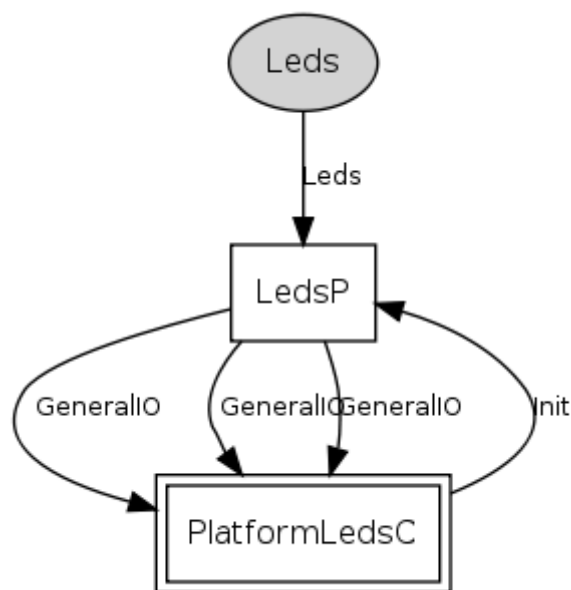 Leds
Leds
LedsP
GeneralIO GeneralIO GeneralIO Init
PlatformLedsC